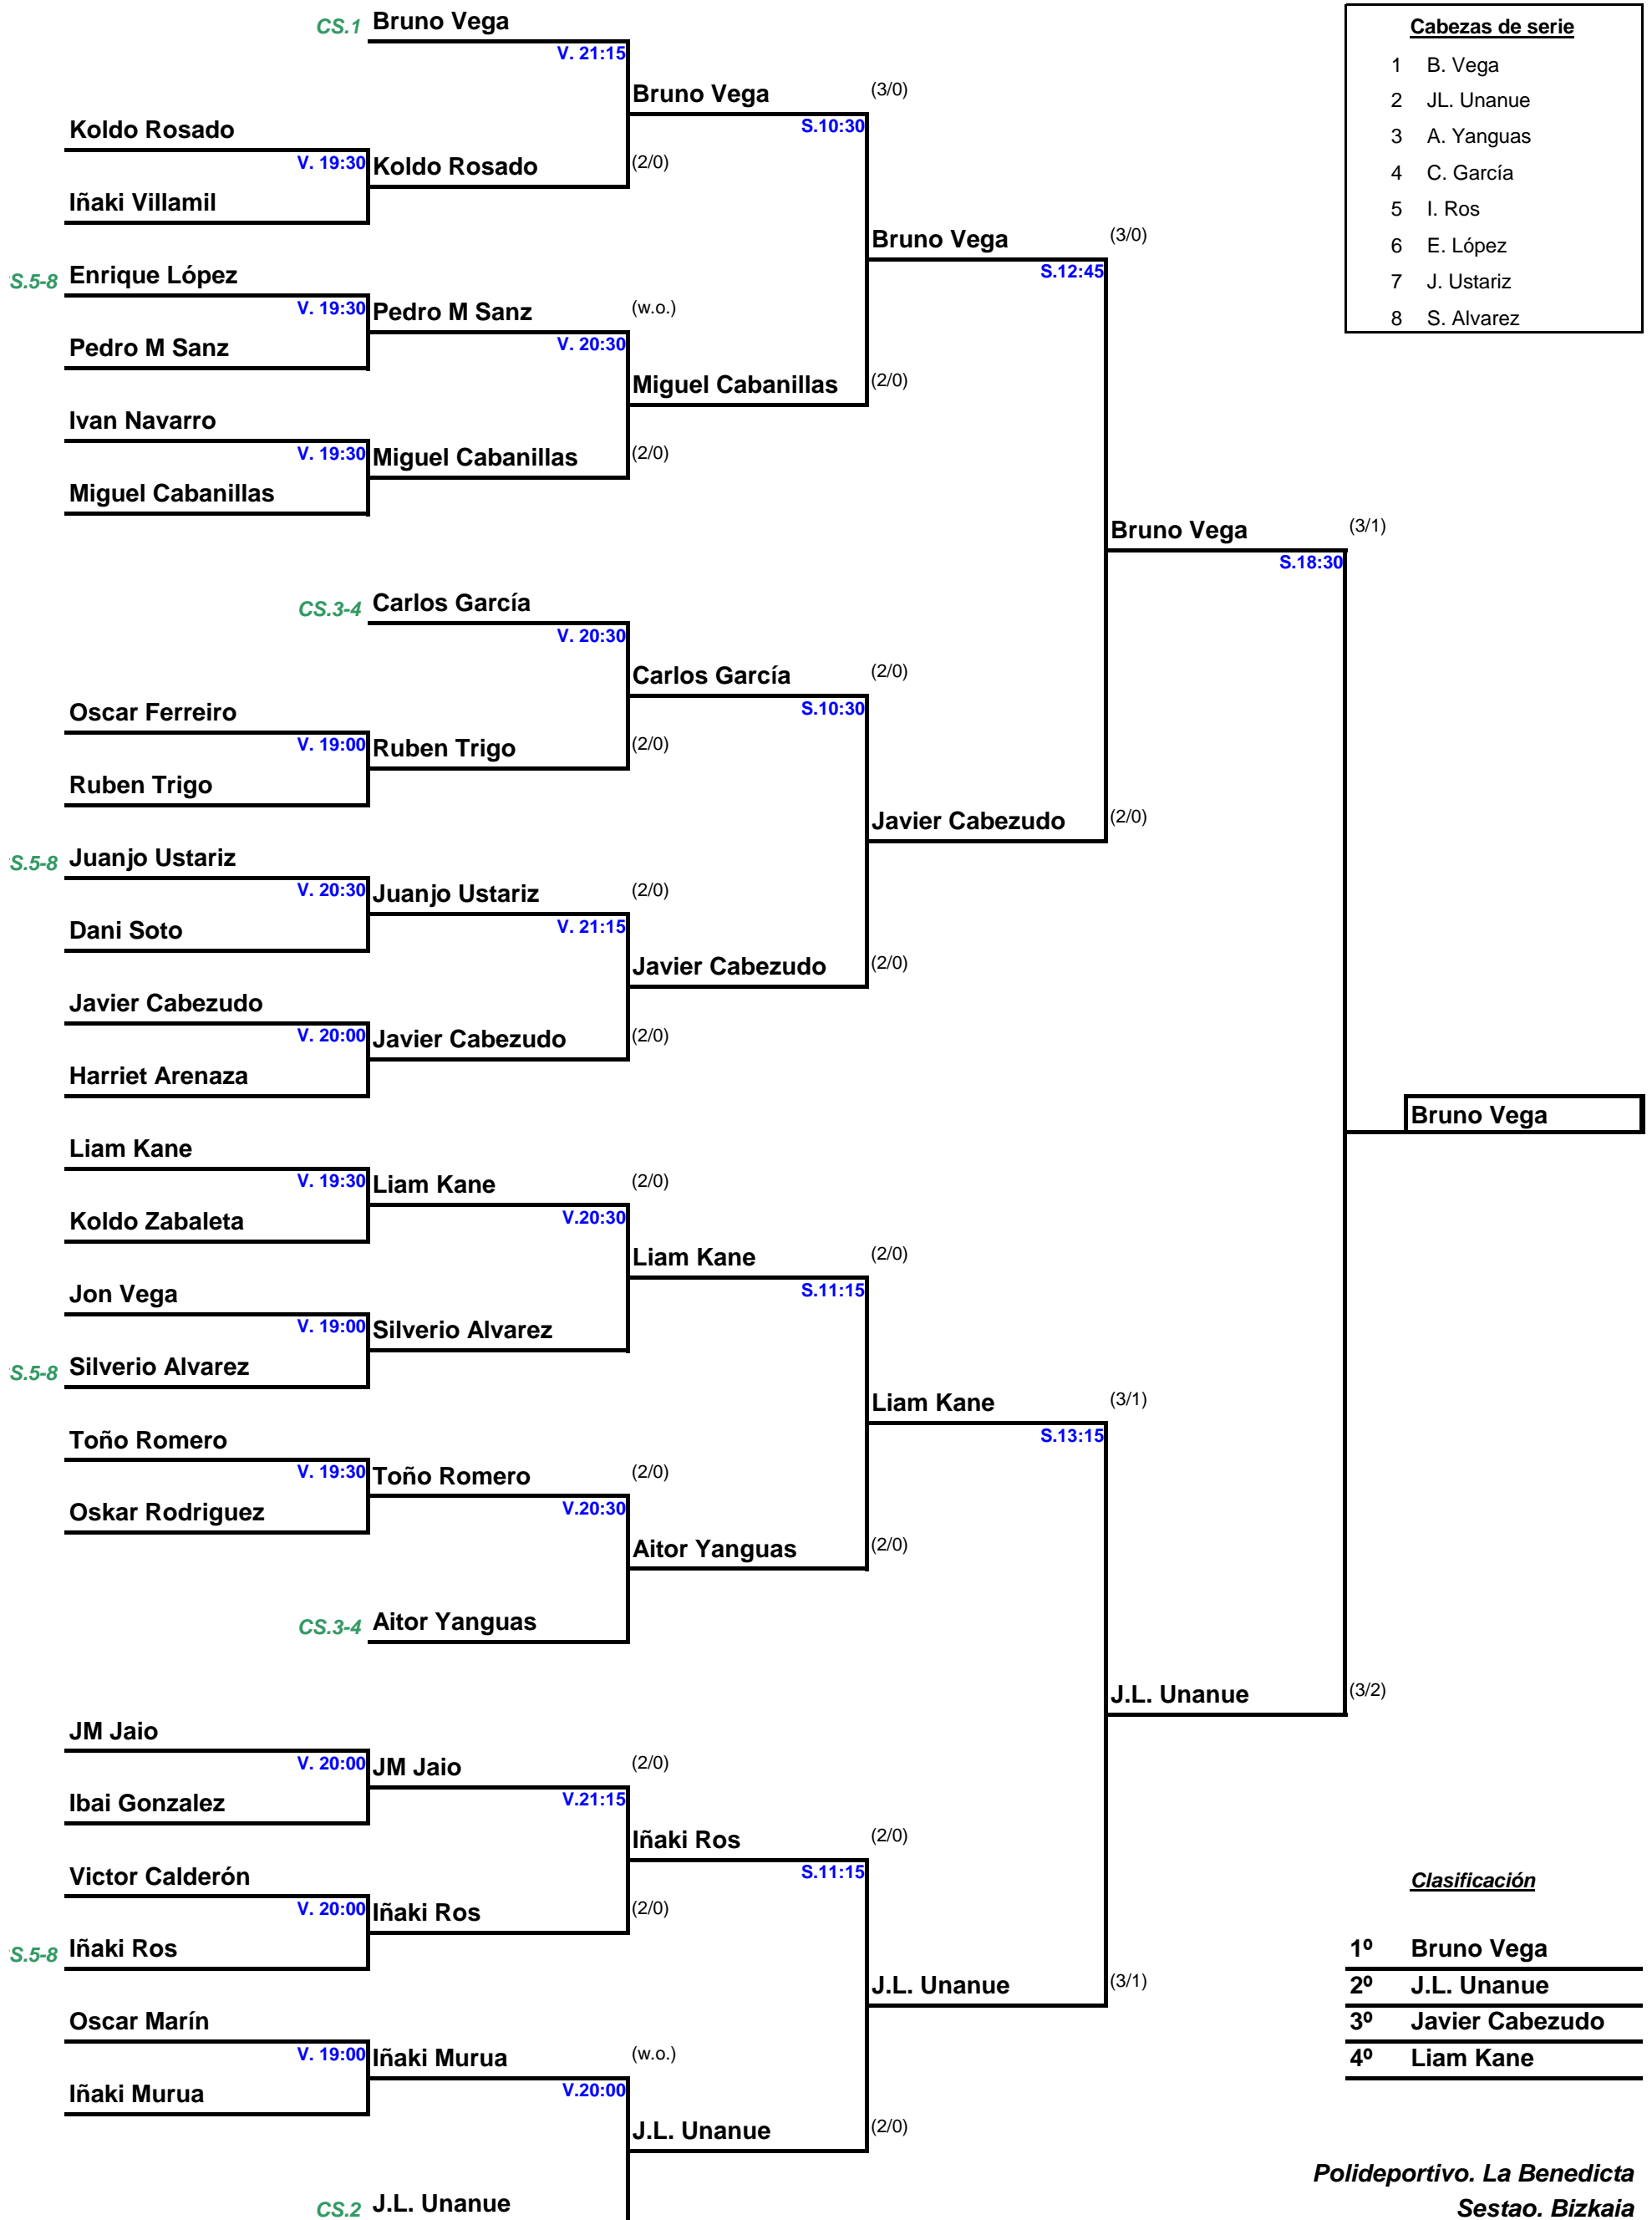 CS.1 Bruno Vega
V. 21:15
Bruno Vega (3/0)
S.10:30
Koldo Rosado
V. 19:30 Koldo Rosado (2/0)
Iñaki Villamil
Bruno Vega (3/0)
S.12:45
S.5-8 Enrique López
V. 19:30 Pedro M Sanz (w.o.)
V. 20:30
Pedro M Sanz
Miguel Cabanillas (2/0)
Ivan Navarro
V. 19:30 Miguel Cabanillas (2/0)
Miguel Cabanillas
Bruno Vega (3/1)
S.18:30
CS.3-4 Carlos García
V. 20:30
Carlos García (2/0)
S.10:30
Oscar Ferreiro
V. 19:00 Ruben Trigo (2/0)
Ruben Trigo
Javier Cabezudo (2/0)
S.5-8 Juanjo Ustariz
V. 20:30 Juanjo Ustariz (2/0)
V. 21:15
Dani Soto
Javier Cabezudo (2/0)
Javier Cabezudo
V. 20:00 Javier Cabezudo (2/0)
Harriet Arenaza
Bruno Vega
Liam Kane
V. 19:30 Liam Kane (2/0)
V.20:30
Koldo Zabaleta
Liam Kane (2/0)
S.11:15
Jon Vega
V. 19:00 Silverio Alvarez
S.5-8 Silverio Alvarez
Liam Kane (3/1)
S.13:15
Toño Romero
V. 19:30 Toño Romero (2/0)
V.20:30
Oskar Rodriguez
Aitor Yanguas (2/0)
CS.3-4 Aitor Yanguas
J.L. Unanue (3/2)
JM Jaio
V. 20:00 JM Jaio (2/0)
V.21:15
Ibai Gonzalez
Iñaki Ros (2/0)
S.11:15
Victor Calderón
V. 20:00 Iñaki Ros (2/0)
S.5-8 Iñaki Ros
J.L. Unanue (3/1)
Oscar Marín
V. 19:00 Iñaki Murua (w.o.)
V.20:00
Iñaki Murua
J.L. Unanue (2/0)
CS.2 J.L. Unanue
Cabezas de serie
1 B. Vega
2 JL. Unanue
3 A. Yanguas
4 C. García
5 I. Ros
6 E. López
7 J. Ustariz
8 S. Alvarez
Clasificación
1º Bruno Vega
2º J.L. Unanue
3º Javier Cabezudo
4º Liam Kane
Polideportivo. La Benedicta
Sestao. Bizkaia